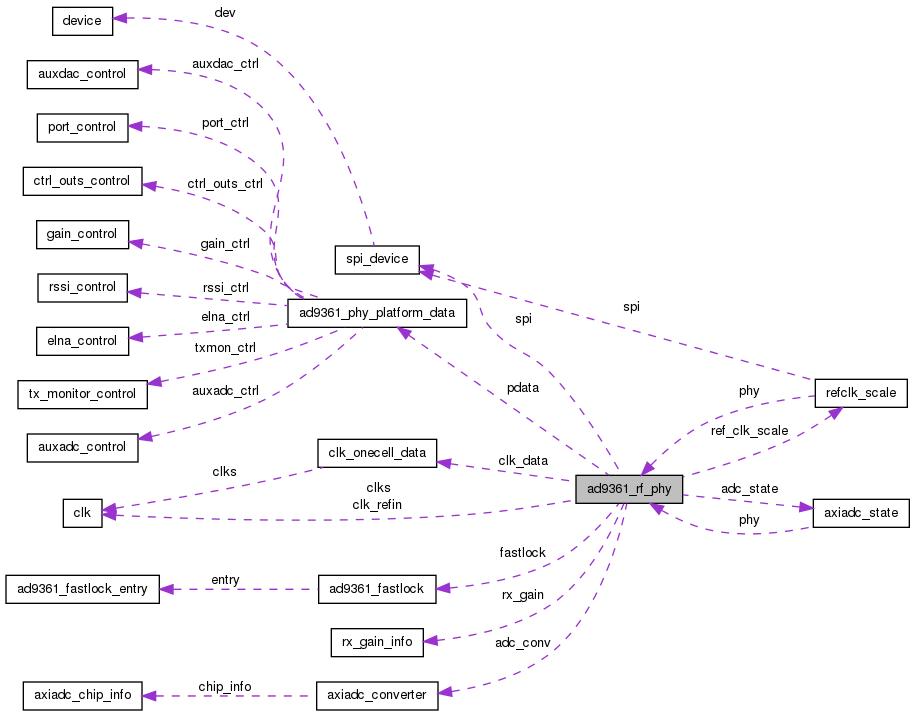 dev
device
auxdac_ctrl
auxdac_control
port_ctrl
port_control
ctrl_outs_ctrl
ctrl_outs_control
gain_ctrl
gain_control
spi_device
rssi_ctrl
rssi_control
ad9361_phy_platform_data
spi
spi
elna_ctrl
elna_control
txmon_ctrl
tx_monitor_control
auxadc_ctrl
pdata
phy
refclk_scale
auxadc_control
ref_clk_scale
clk_onecell_data
clk_data
clks
clks
clk_refin
ad9361_rf_phy
adc_state
clk
phy
axiadc_state
fastlock
entry
ad9361_fastlock_entry
ad9361_fastlock
rx_gain
rx_gain_info
adc_conv
chip_info
axiadc_chip_info
axiadc_converter